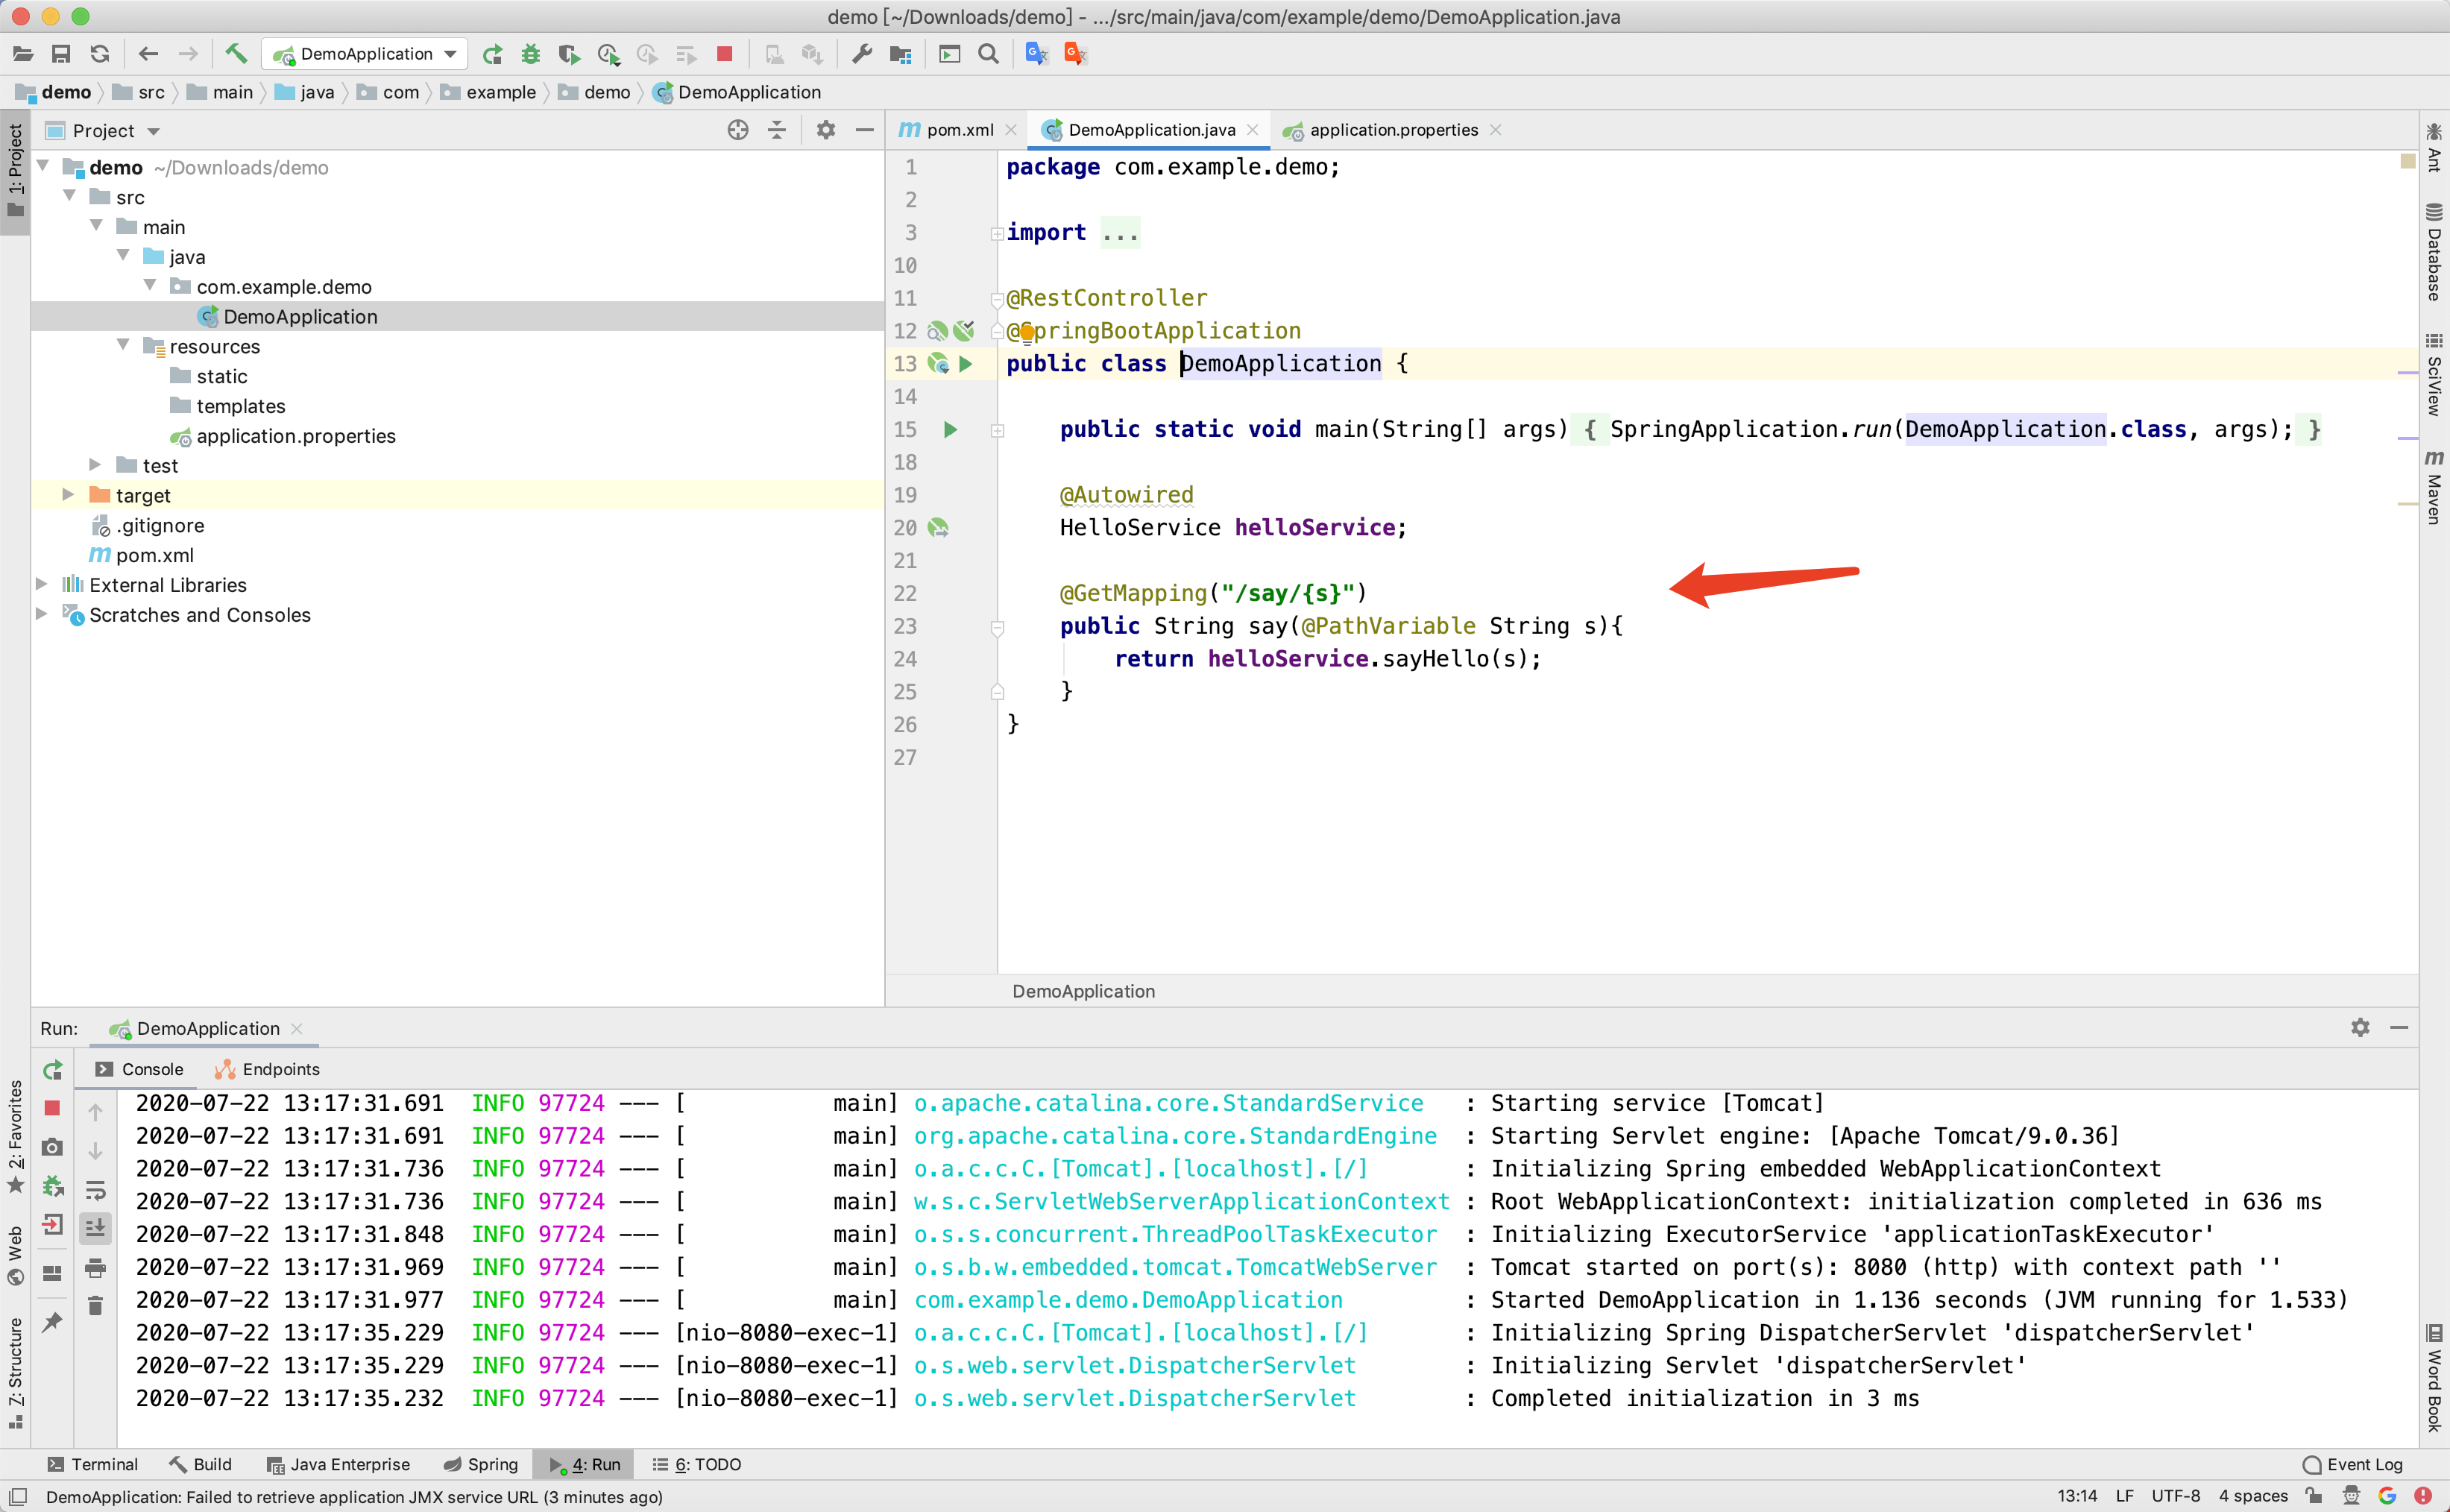 demo [~/Downloads/demo] - .../src/main/java/com/example/demo/DemoApplication.java
DemoApplication
demo src main java com example demo DemoApplication
1: Project
Project
demo ~/Downloads/demo
src
main
java
com.example.demo
DemoApplication
resources
static
templates
application.properties
test
target
.gitignore
pom.xml
External Libraries
Scratches and Consoles
pom.xml DemoApplication.java application.properties
1 package com.example.demo;
2
3 import ...
10
11 @RestController
12 @SpringBootApplication
13 public class DemoApplication {
14
15 public static void main(String[] args) { SpringApplication.run(DemoApplication.class, args); }
18
19 @Autowired
20 HelloService helloService;
21
22 @GetMapping("/say/{s}")
23 public String say(@PathVariable String s){
24 return helloService.sayHello(s);
25 }
26 }
27
DemoApplication
Ant
Database
SciView
Maven
Word Book
Run: DemoApplication
Console Endpoints
2020-07-22 13:17:31.691 INFO 97724 --- [ main] o.apache.catalina.core.StandardService : Starting service [Tomcat]
2020-07-22 13:17:31.691 INFO 97724 --- [ main] org.apache.catalina.core.StandardEngine : Starting Servlet engine: [Apache Tomcat/9.0.36]
2020-07-22 13:17:31.736 INFO 97724 --- [ main] o.a.c.c.C.[Tomcat].[localhost].[/] : Initializing Spring embedded WebApplicationContext
2020-07-22 13:17:31.736 INFO 97724 --- [ main] w.s.c.ServletWebServerApplicationContext : Root WebApplicationContext: initialization completed in 636 ms
2020-07-22 13:17:31.848 INFO 97724 --- [ main] o.s.s.concurrent.ThreadPoolTaskExecutor : Initializing ExecutorService 'applicationTaskExecutor'
2020-07-22 13:17:31.969 INFO 97724 --- [ main] o.s.b.w.embedded.tomcat.TomcatWebServer : Tomcat started on port(s): 8080 (http) with context path ''
2020-07-22 13:17:31.977 INFO 97724 --- [ main] com.example.demo.DemoApplication : Started DemoApplication in 1.136 seconds (JVM running for 1.533)
2020-07-22 13:17:35.229 INFO 97724 --- [nio-8080-exec-1] o.a.c.c.C.[Tomcat].[localhost].[/] : Initializing Spring DispatcherServlet 'dispatcherServlet'
2020-07-22 13:17:35.229 INFO 97724 --- [nio-8080-exec-1] o.s.web.servlet.DispatcherServlet : Initializing Servlet 'dispatcherServlet'
2020-07-22 13:17:35.232 INFO 97724 --- [nio-8080-exec-1] o.s.web.servlet.DispatcherServlet : Completed initialization in 3 ms
2: Favorites
Web
Z: Structure
Terminal Build Java Enterprise Spring 4: Run 6: TODO Event Log
DemoApplication: Failed to retrieve application JMX service URL (3 minutes ago) 13:14 LF UTF-8 4 spaces